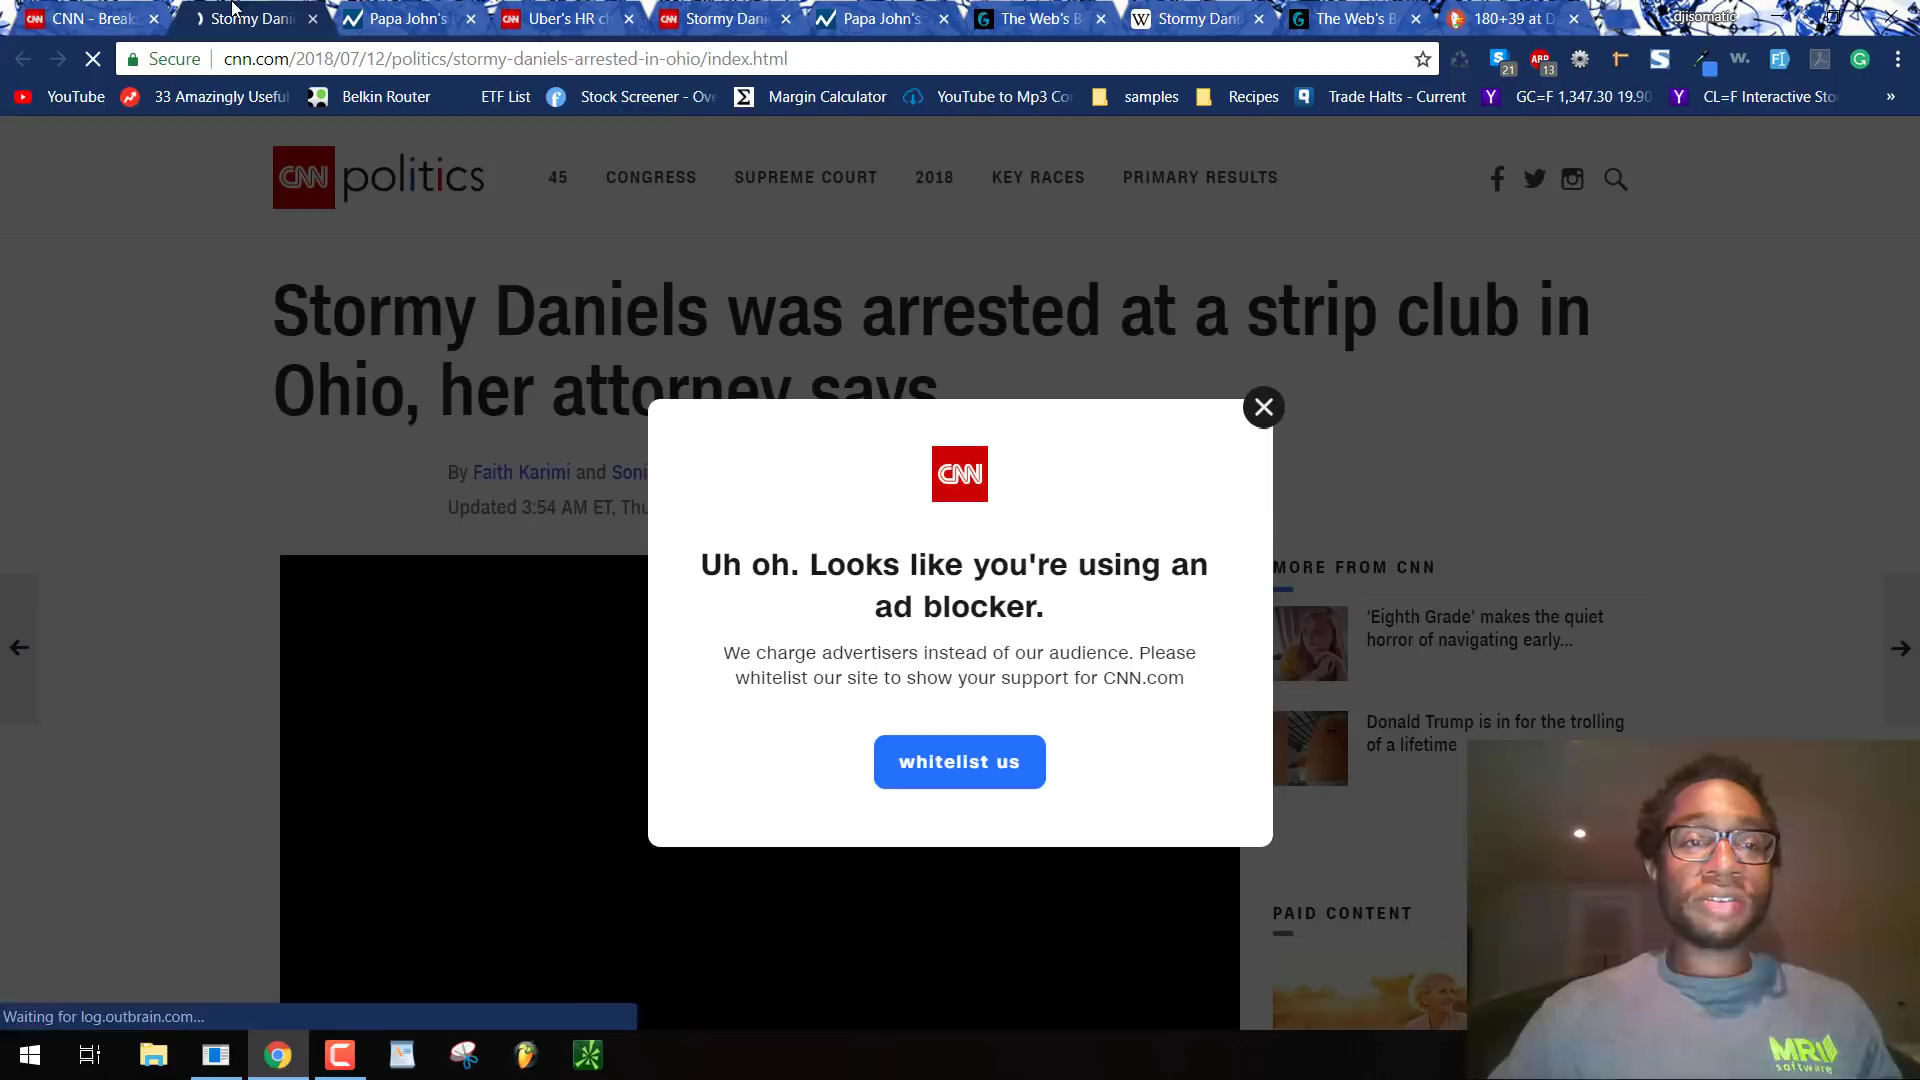 CNN - Break
Stormy Dani
Papa John's
Uber's HR c
Stormy Dani
Papa John's
The Web's B
Stormy Dani
The Web's B
180+39 at D
djisomatic
Secure
cnn.com/2018/07/12/politics/stormy-daniels-arrested-in-ohio/index.html
21
ABP
13
YouTube
33 Amazingly Useful
Belkin Router
ETF List
Stock Screener - Ov
Margin Calculator
YouTube to Mp3 Co
samples
Recipes
Trade Halts - Current
GC=F 1,347.30 19.90
CL=F Interactive Sto
»
CNN politics
45
CONGRESS
SUPREME COURT
2018
KEY RACES
PRIMARY RESULTS
Stormy Daniels was arrested at a strip club in
Ohio, her attorney says
By Faith Karimi and Soni
Updated 3:54 AM ET, Thu
CNN
Uh oh. Looks like you're using an
ad blocker.
We charge advertisers instead of our audience. Please
whitelist our site to show your support for CNN.com
whitelist us
MORE FROM CNN
'Eighth Grade' makes the quiet
horror of navigating early...
Donald Trump is in for the trolling
of a lifetime
PAID CONTENT
MRI
software
Waiting for log.outbrain.com...